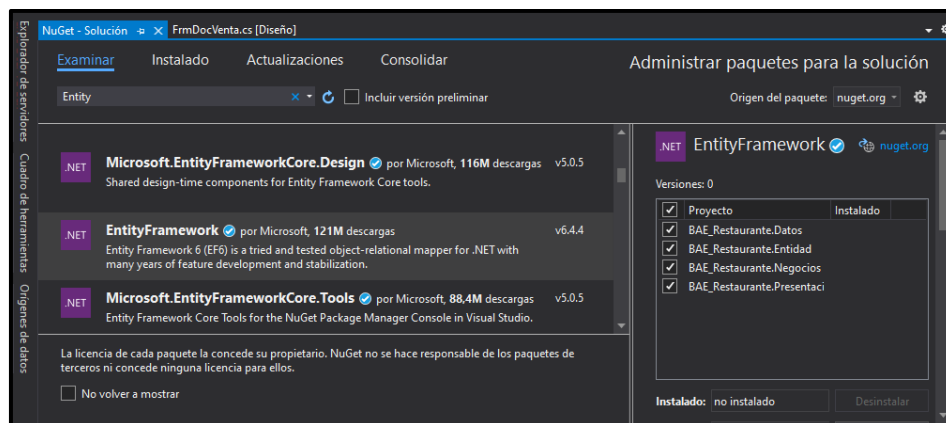 NuGet - Solución
FrmDocVenta.cs [Diseño]
Explorador de servidores
Cuadro de herramientas
Orígenes de datos
Examinar Instalado Actualizaciones Consolidar
Administrar paquetes para la solución
Entity
Incluir versión preliminar
Origen del paquete: nuget.org
.NET
Microsoft.EntityFrameworkCore.Design por Microsoft, 116M descargas v5.0.5
Shared design-time components for Entity Framework Core tools.
.NET
EntityFramework por Microsoft, 121M descargas v6.4.4
Entity Framework 6 (EF6) is a tried and tested object-relational mapper for .NET with
many years of feature development and stabilization.
.NET
Microsoft.EntityFrameworkCore.Tools por Microsoft, 88,4M descargas v5.0.5
Entity Framework Core Tools for the NuGet Package Manager Console in Visual Studio.
La licencia de cada paquete la concede su propietario. NuGet no se hace responsable de los paquetes de
terceros ni concede ninguna licencia para ellos.
No volver a mostrar
.NET
EntityFramework nuget.org
Versiones: 0
Proyecto Instalado
BAE_Restaurante.Datos
BAE_Restaurante.Entidad
BAE_Restaurante.Negocios
BAE_Restaurante.Presentaci
Instalado: no instalado Desinstalar